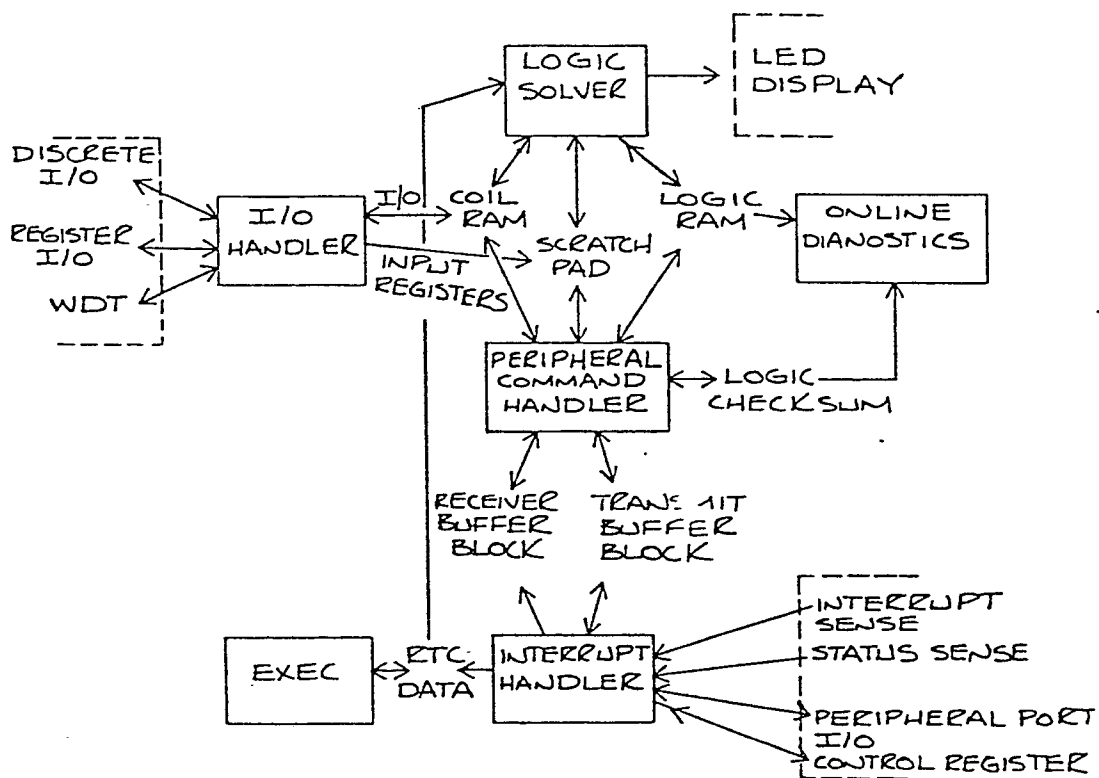 LOGIC
SOLVER
LED
DISPLAY
DISCRETE
I/O
REGISTER
I/O
WDT
I/O
HANDLER
I/O
COIL
RAM
LOGIC
RAM
ONLINE
DIANOSTICS
SCRATCH
PAD
INPUT
REGISTERS
PERIPHERAL
COMMAND
HANDLER
LOGIC
CHECKSUM
RECEIVER
BUFFER
BLOCK
BUFFER
BLOCK
EXEC
RTC
DATA
INTERRUPT
HANDLER
INTERRUPT
SENSE
STATUS SENSE
PERIPHERAL PORT
I/O
CONTROL REGISTER